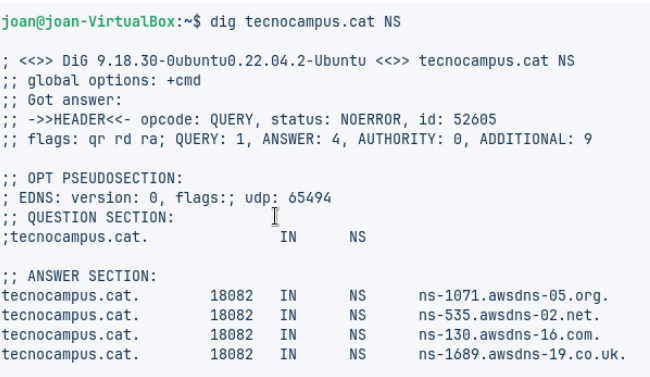 joan@joan-VirtualBox:~$ dig tecnocampus.cat NS
; <<>> DiG 9.18.30-0ubuntu0.22.04.2-Ubuntu <<>> tecnocampus.cat NS
;; global options: +cmd
;; Got answer:
;; ->>HEADER<<- opcode: QUERY, status: NOERROR, id: 52605
;; flags: qr rd ra; QUERY: 1, ANSWER: 4, AUTHORITY: 0, ADDITIONAL: 9
;; OPT PSEUDOSECTION:
; EDNS: version: 0, flags:; udp: 65494
;; QUESTION SECTION:
;tecnocampus.cat. IN NS
;; ANSWER SECTION:
tecnocampus.cat. 18082 IN NS ns-1071.awsdns-05.org.
tecnocampus.cat. 18082 IN NS ns-535.awsdns-02.net.
tecnocampus.cat. 18082 IN NS ns-130.awsdns-16.com.
tecnocampus.cat. 18082 IN NS ns-1689.awsdns-19.co.uk.